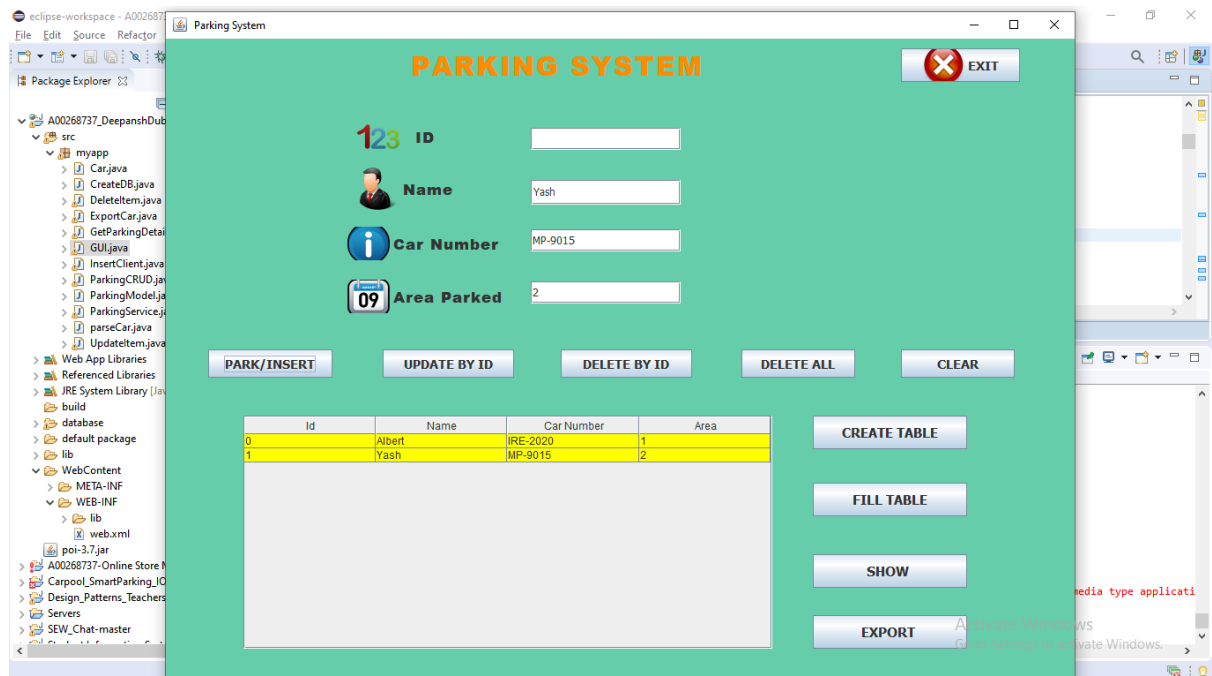 eclipse-workspace - A002687
File Edit Source Refactor
Package Explorer
A00268737_DeepanshDub
src
myapp
Car.java
CreateDB.java
DeleteItem.java
ExportCar.java
GetParkingDetai
GUI.java
InsertClient.java
ParkingCRUD.jav
ParkingModel.ja
ParkingService.ja
parseCar.java
UpdateItem.java
Web App Libraries
Referenced Libraries
JRE System Library [Jav
build
database
default package
lib
WebContent
META-INF
WEB-INF
lib
web.xml
poi-3.7.jar
A00268737-Online Store M
Carpool_SmartParking_IO
Design_Patterns_Teachers
Servers
SEW_Chat-master
Parking System
PARKING SYSTEM
EXIT
123 ID
Name Yash
Car Number MP-9015
09 Area Parked 2
PARK/INSERT UPDATE BY ID DELETE BY ID DELETE ALL CLEAR
Id Name Car Number Area
0 Albert IRE-2020 1
1 Yash MP-9015 2
CREATE TABLE
FILL TABLE
SHOW
EXPORT
media type applicati
Activate Windows